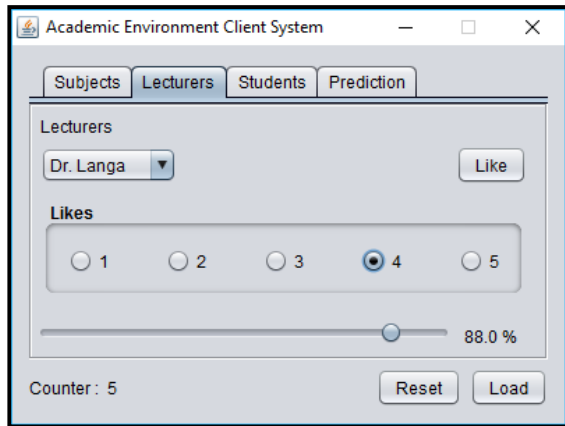 Academic Environment Client System
Subjects Lecturers Students Prediction
Lecturers
Dr. Langa Like
Likes
1 2 3 4 5
88.0 %
Counter : 5 Reset Load